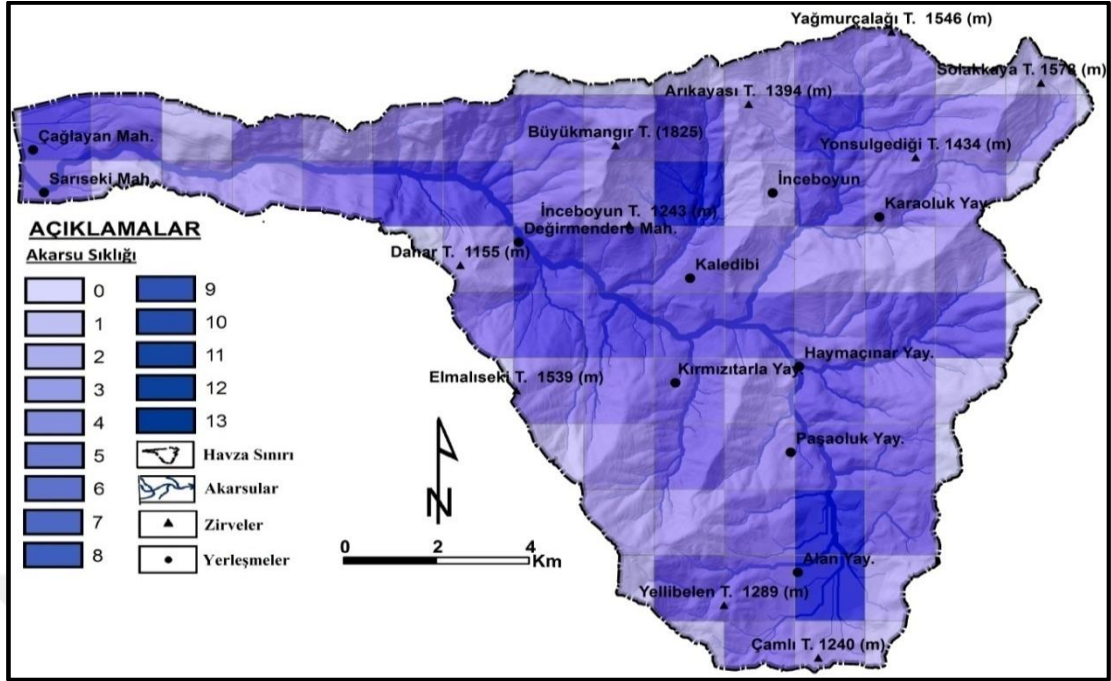 Yağmurçalağı T. 1546 (m)
Solakkaya T. 1578 (m)
Arıkayası T. 1394 (m)
Büyükmangır T. (1825)
Çağlayan Mah.
Yonsulgediği T. 1434 (m)
Sarıseki Mah.
İnceboyun
İnceboyun T. 1243 (m)
Karaoluk Yay.
Değirmendere Mah.
Dahar T. 1155 (m)
Kaledibi
Haymaçınar Yay.
Elmalıseki T. 1539 (m)
Kırmızıtarla Yay.
Paşaoluk Yay.
Alan Yay.
Yellibelen T. 1289 (m)
Çamlı T. 1240 (m)
AÇIKLAMALAR
Akarsu Sıklığı
0
1
2
3
4
5
6
7
8
9
10
11
12
13
Havza Sınırı
Akarsular
Zirveler
Yerleşmeler
N
0 2 4
Km